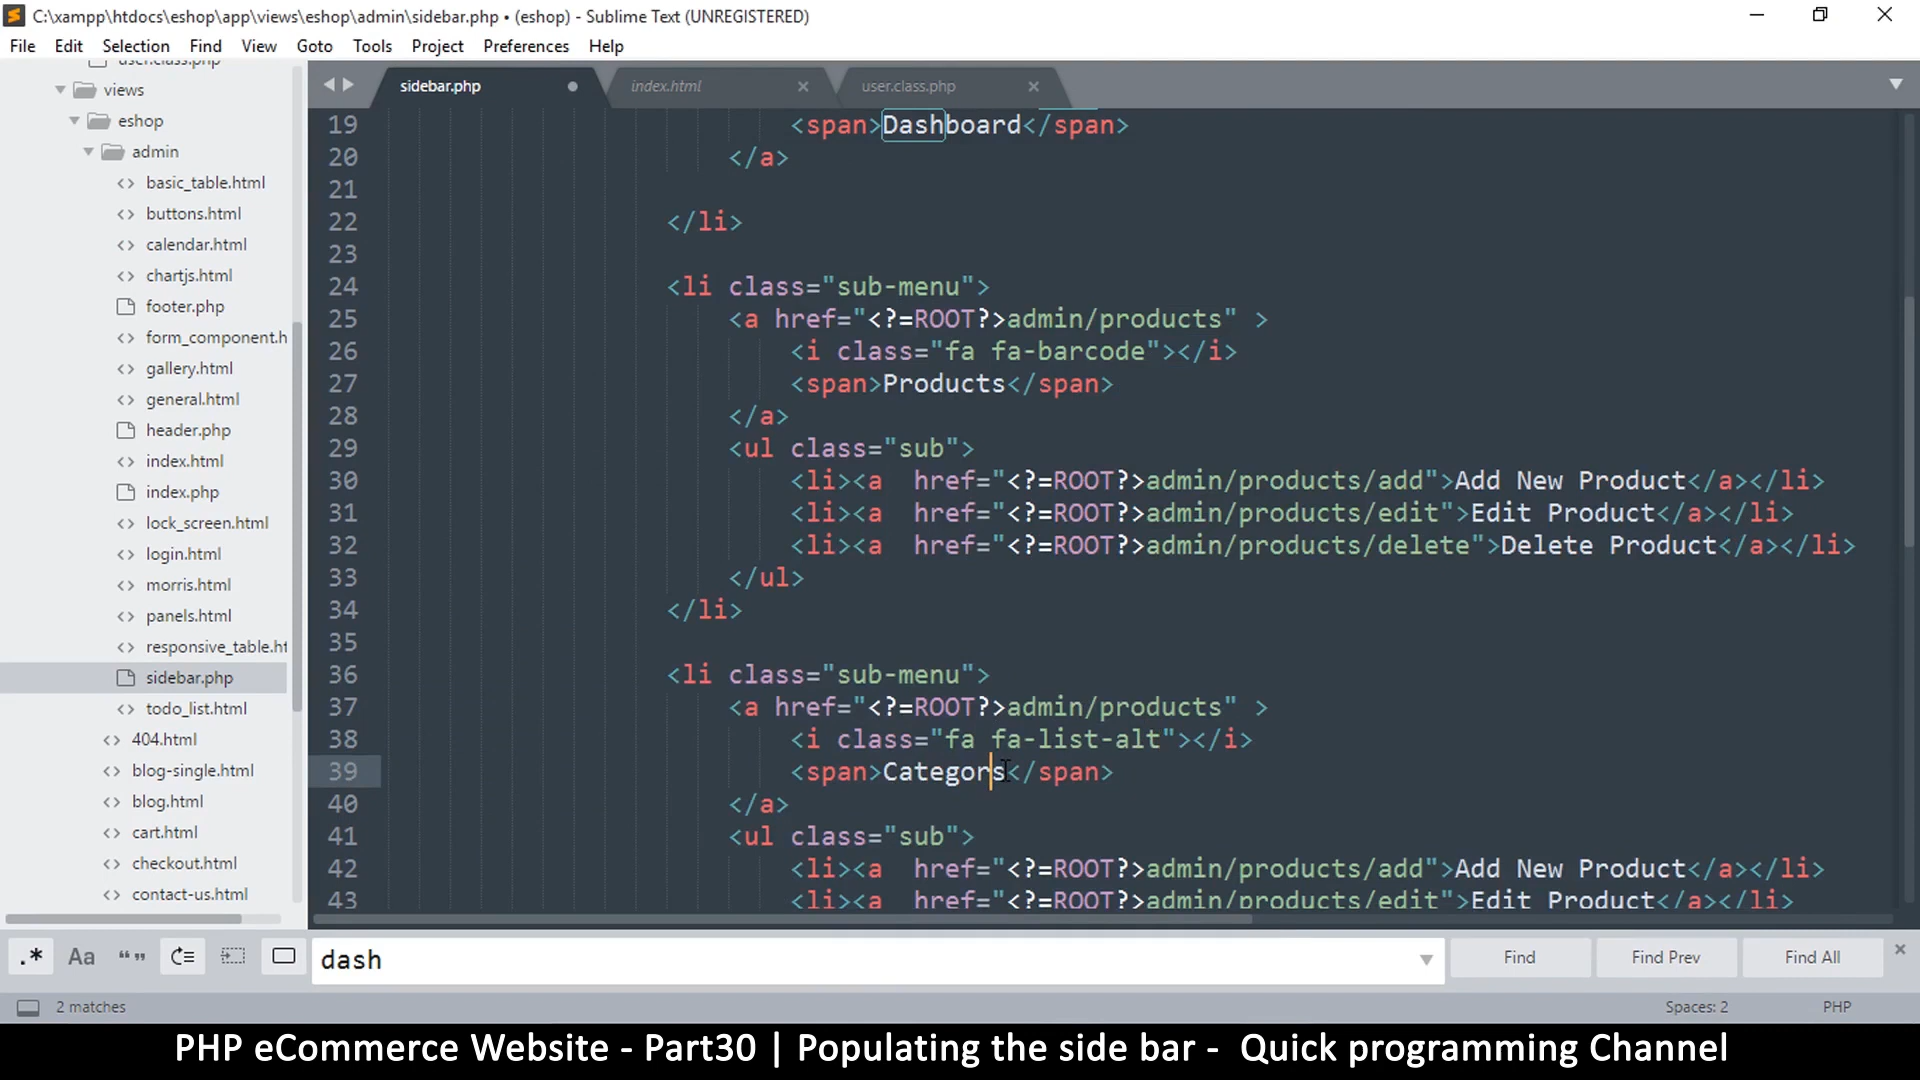 C:\xampp\htdocs\eshop\app\views\eshop\admin\sidebar.php • (eshop) - Sublime Text (UNREGISTERED)
File Edit Selection Find View Goto Tools Project Preferences Help
user.class.php
views
eshop
admin
basic_table.html
buttons.html
calendar.html
chartjs.html
footer.php
form_component.h
gallery.html
general.html
header.php
index.html
index.php
lock_screen.html
login.html
morris.html
panels.html
responsive_table.ht
sidebar.php
todo_list.html
404.html
blog-single.html
blog.html
cart.html
checkout.html
contact-us.html
sidebar.php index.html user.class.php
19 <span>Dashboard</span>
20 </a>
21
22 </li>
23
24 <li class="sub-menu">
25 <a href="<?=ROOT?>admin/products" >
26 <i class="fa fa-barcode"></i>
27 <span>Products</span>
28 </a>
29 <ul class="sub">
30 <li><a  href="<?=ROOT?>admin/products/add">Add New Product</a></li>
31 <li><a  href="<?=ROOT?>admin/products/edit">Edit Product</a></li>
32 <li><a  href="<?=ROOT?>admin/products/delete">Delete Product</a></li>
33 </ul>
34 </li>
35
36 <li class="sub-menu">
37 <a href="<?=ROOT?>admin/products" >
38 <i class="fa fa-list-alt"></i>
39 <span>Categors</span>
40 </a>
41 <ul class="sub">
42 <li><a  href="<?=ROOT?>admin/products/add">Add New Product</a></li>
43 <li><a  href="<?=ROOT?>admin/products/edit">Edit Product</a></li>
.* Aa “” dash Find Find Prev Find All
2 matches Spaces: 2 PHP
PHP eCommerce Website - Part30 | Populating the side bar - Quick programming Channel